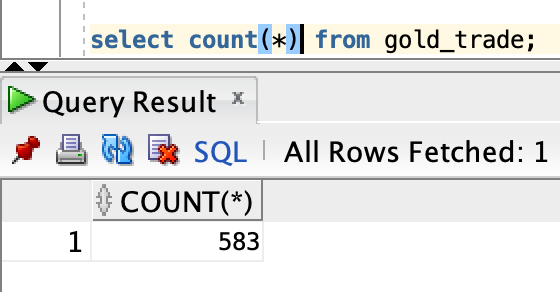 select count(*) from gold_trade;
Query Result x
SQL | All Rows Fetched: 1
COUNT(*)
1 583